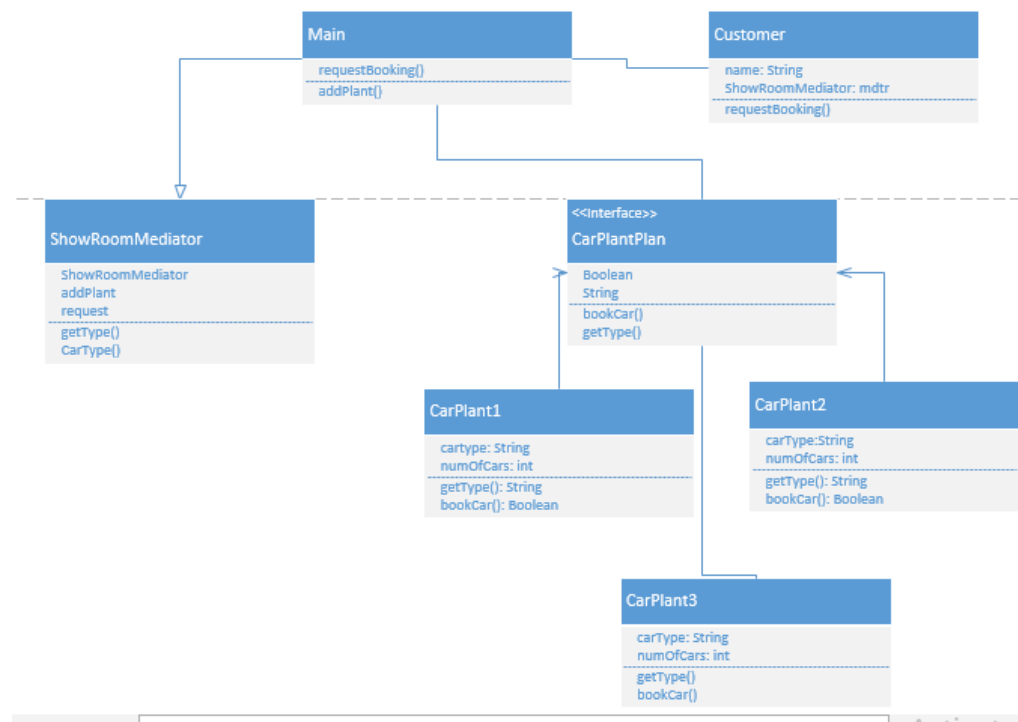 Main
requestBooking()
addPlant()
Customer
name: String
ShowRoomMediator: mdtr
requestBooking()
ShowRoomMediator
ShowRoomMediator
addPlant
request
getType()
CarType()
<<Interface>>
CarPlantPlan
Boolean
String
bookCar()
getType()
CarPlant1
cartype: String
numOfCars: int
getType(): String
bookCar(): Boolean
CarPlant2
carType:String
numOfCars: int
getType(): String
bookCar(): Boolean
CarPlant3
carType: String
numOfCars: int
getType()
bookCar()